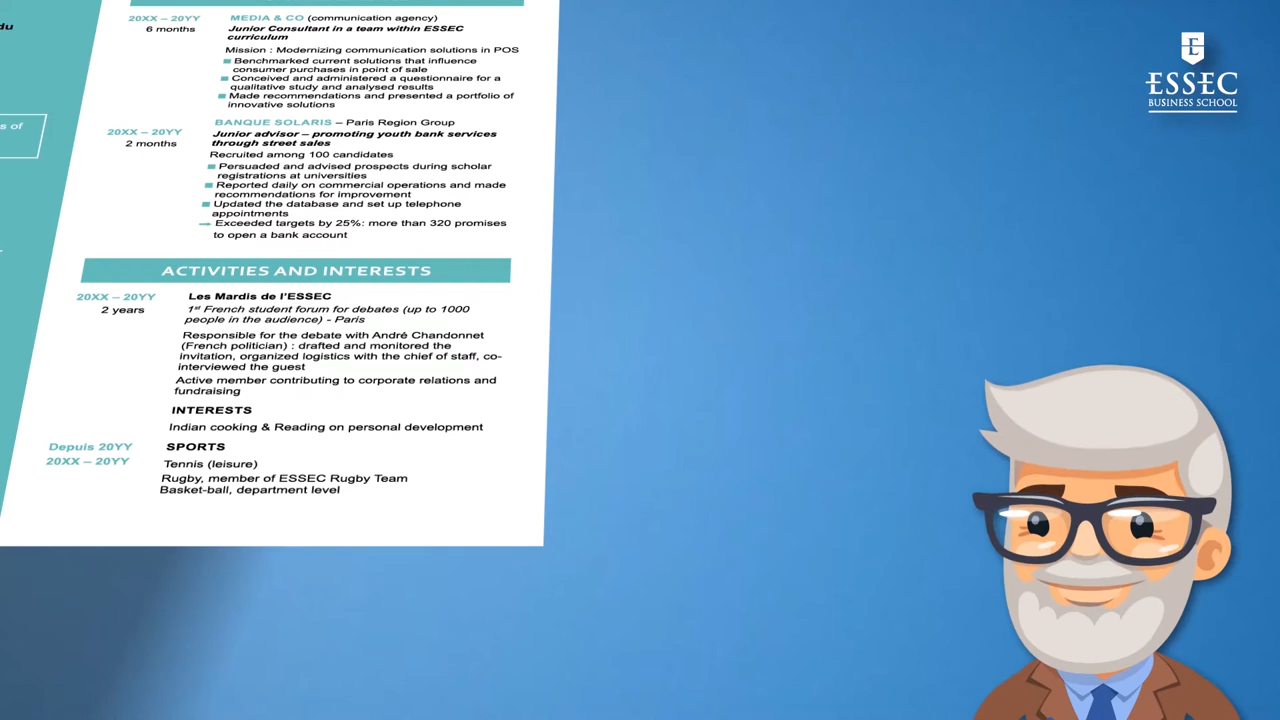 du
s of
20XX – 20YY
6 months
MEDIA & CO (communication agency)
Junior Consultant in a team within ESSEC
curriculum
Mission : Modernizing communication solutions in POS
Benchmarked current solutions that influence
consumer purchases in point of sale
Conceived and administered a questionnaire for a
qualitative study and analysed results
Made recommendations and presented a portfolio of
innovative solutions
20XX – 20YY
2 months
BANQUE SOLARIS – Paris Region Group
Junior advisor – promoting youth bank services
through street sales
Recruited among 100 candidates
Persuaded and advised prospects during scholar
registrations at universities
Reported daily on commercial operations and made
recommendations for improvement
Updated the database and set up telephone
appointments
Exceeded targets by 25%: more than 320 promises
to open a bank account
ACTIVITIES AND INTERESTS
20XX – 20YY
2 years
Les Mardis de l'ESSEC
1st French student forum for debates (up to 1000
people in the audience) - Paris
Responsible for the debate with André Chandonnet
(French politician) : drafted and monitored the
invitation, organized logistics with the chief of staff, co-
interviewed the guest
Active member contributing to corporate relations and
fundraising
INTERESTS
Indian cooking & Reading on personal development
Depuis 20YY
20XX – 20YY
SPORTS
Tennis (leisure)
Rugby, member of ESSEC Rugby Team
Basket-ball, department level
E
ESSEC
BUSINESS SCHOOL